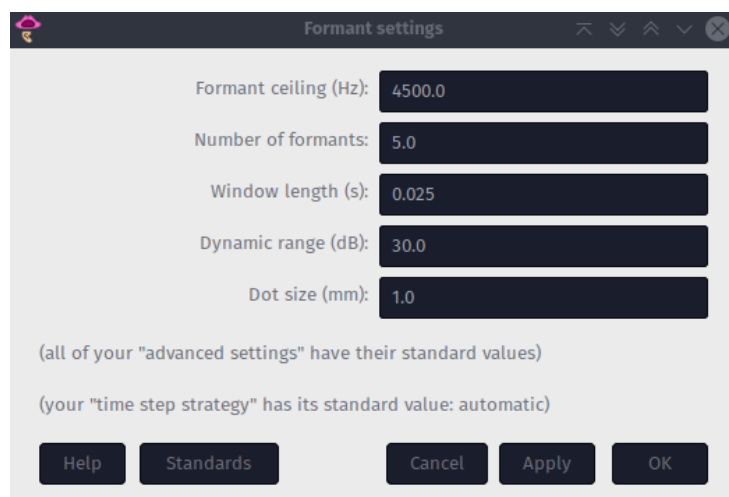 Formant settings
Formant ceiling (Hz): 4500.0
Number of formants: 5.0
Window length (s): 0.025
Dynamic range (dB): 30.0
Dot size (mm): 1.0
(all of your "advanced settings" have their standard values)
(your "time step strategy" has its standard value: automatic)
Help Standards Cancel Apply OK